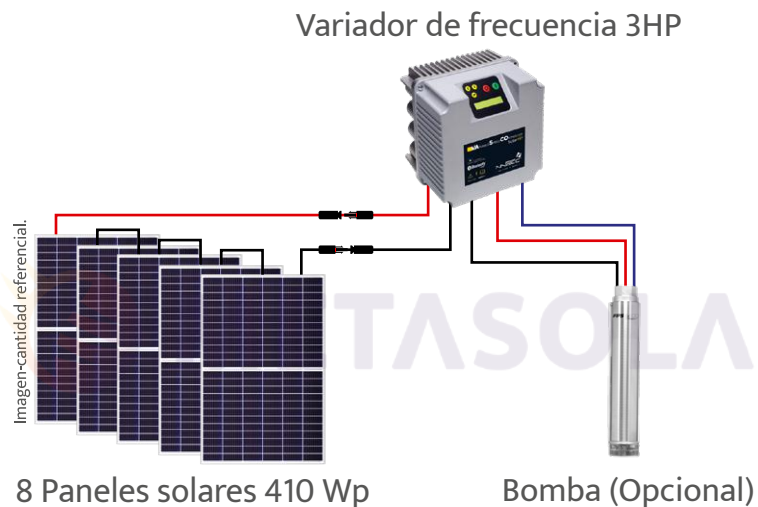 Variador de frecuencia 3HP
Imagen-cantidad referencial.
TASOLA
8 Paneles solares 410 Wp
Bomba (Opcional)